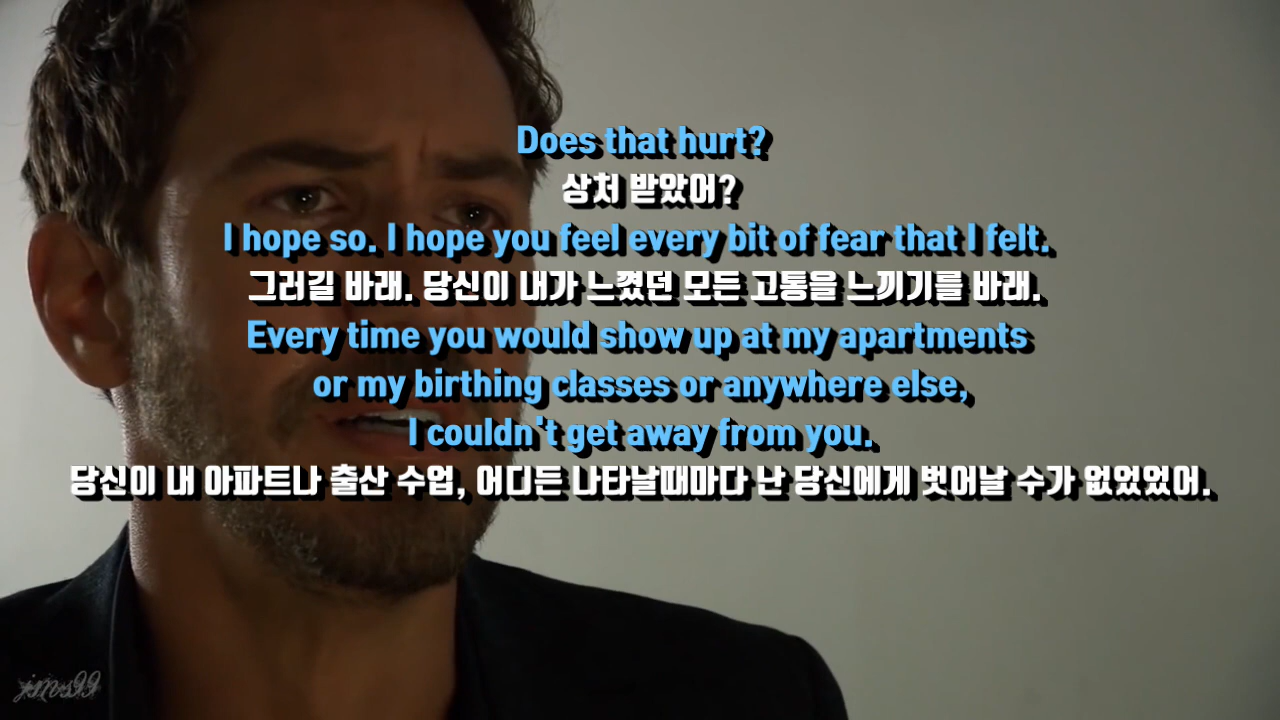 Does that hurt?
상처 받았어?
I hope so. I hope you feel every bit of fear that I felt.
그러길 바래. 당신이 내가 느꼈던 모든 고통을 느끼기를 바래.
Every time you would show up at my apartments
or my birthing classes or anywhere else,
I couldn't get away from you.
당신이 내 아파트나 출산 수업, 어디든 나타날때마다 난 당신에게 벗어날 수가 없었었어.
jms99